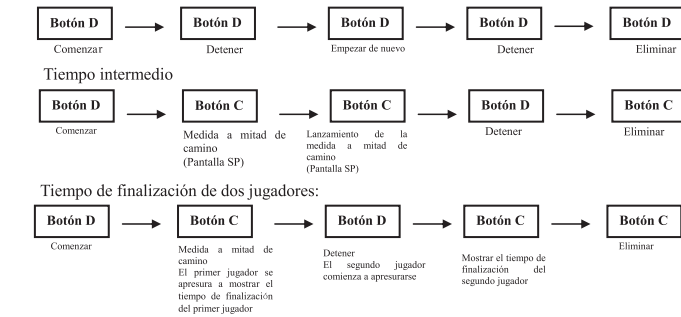 Botón D Botón D Botón D Botón D Botón D
Comenzar Detener Empezar de nuevo Detener Eliminar
Tiempo intermedio
Botón D Botón C Botón C Botón D Botón C
Comenzar
Medida a mitad de
camino
(Pantalla SP)
Lanzamiento de la
medida a mitad de
camino
(Pantalla SP)
Detener
Eliminar
Tiempo de finalización de dos jugadores:
Botón D Botón C Botón D Botón C Botón C
Comenzar
Medida a mitad de
camino
El primer jugador se
apresura a mostrar el
tiempo de finalización
del primer jugador
Detener
El segundo jugador
comienza a apresurarse
Mostrar el tiempo de
finalización del
segundo jugador
Eliminar